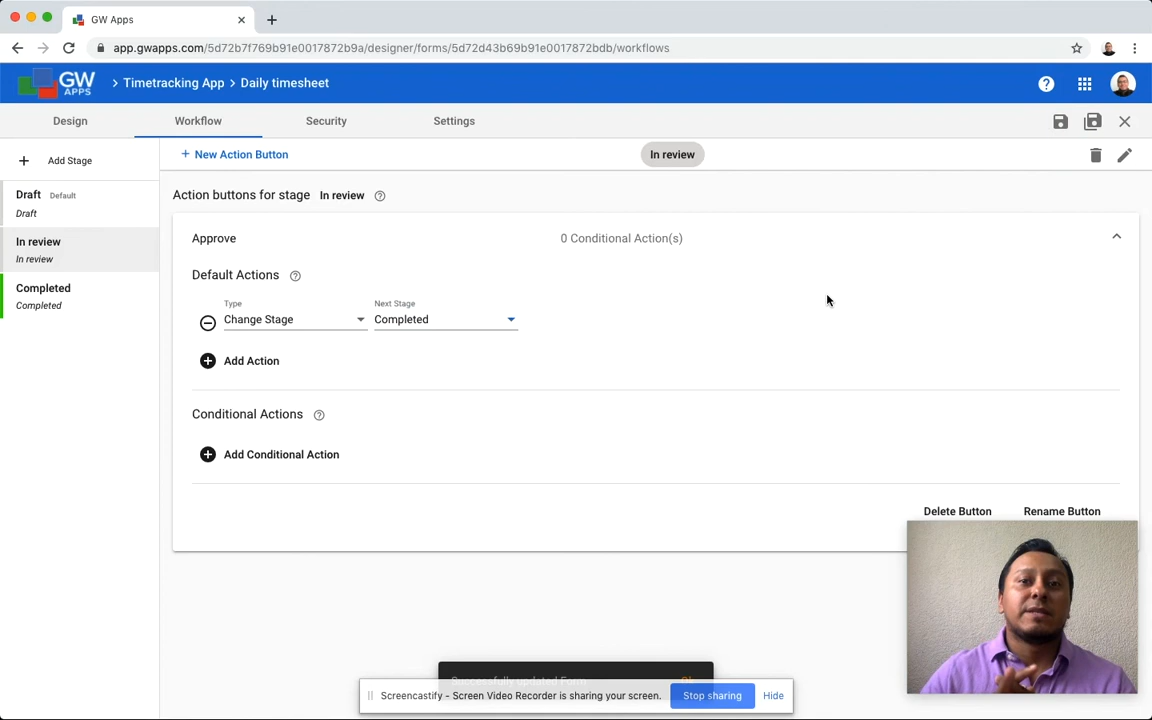 GW Apps
app.gwapps.com/5d72b7f769b91e0017872b9a/designer/forms/5d72d43b69b91e0017872bdb/workflows
GW APPS > Timetracking App > Daily timesheet
Design Workflow Security Settings
+ Add Stage
+ New Action Button
In review
Draft Default
Draft
In review
In review
Completed
Completed
Action buttons for stage In review
Approve 0 Conditional Action(s)
Default Actions
Type Next Stage
Change Stage Completed
Add Action
Conditional Actions
Add Conditional Action
Delete Button Rename Button
Successfully updated Form Ok
Screencastify - Screen Video Recorder is sharing your screen. Stop sharing Hide